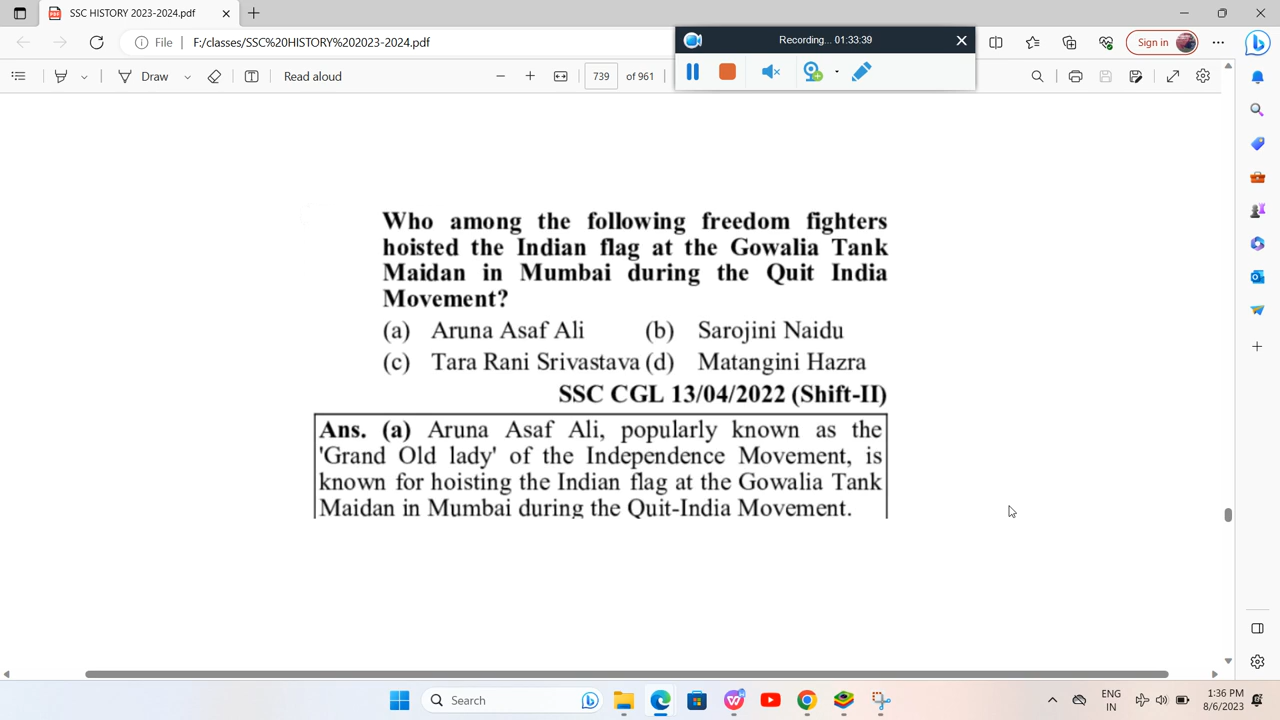 SSC HISTORY 2023-2024.pdf
File
F:/classes/SSC%20HISTORY%202023-2024.pdf
Recording... 01:33:39
Sign in
Draw
Read aloud
739 of 961
Who among the following freedom fighters
hoisted the Indian flag at the Gowalia Tank
Maidan in Mumbai during the Quit India
Movement?
(a) Aruna Asaf Ali (b) Sarojini Naidu
(c) Tara Rani Srivastava (d) Matangini Hazra
SSC CGL 13/04/2022 (Shift-II)
Ans. (a) Aruna Asaf Ali, popularly known as the
'Grand Old lady' of the Independence Movement, is
known for hoisting the Indian flag at the Gowalia Tank
Maidan in Mumbai during the Quit-India Movement.
Search
ENG
IN
1:36 PM
8/6/2023